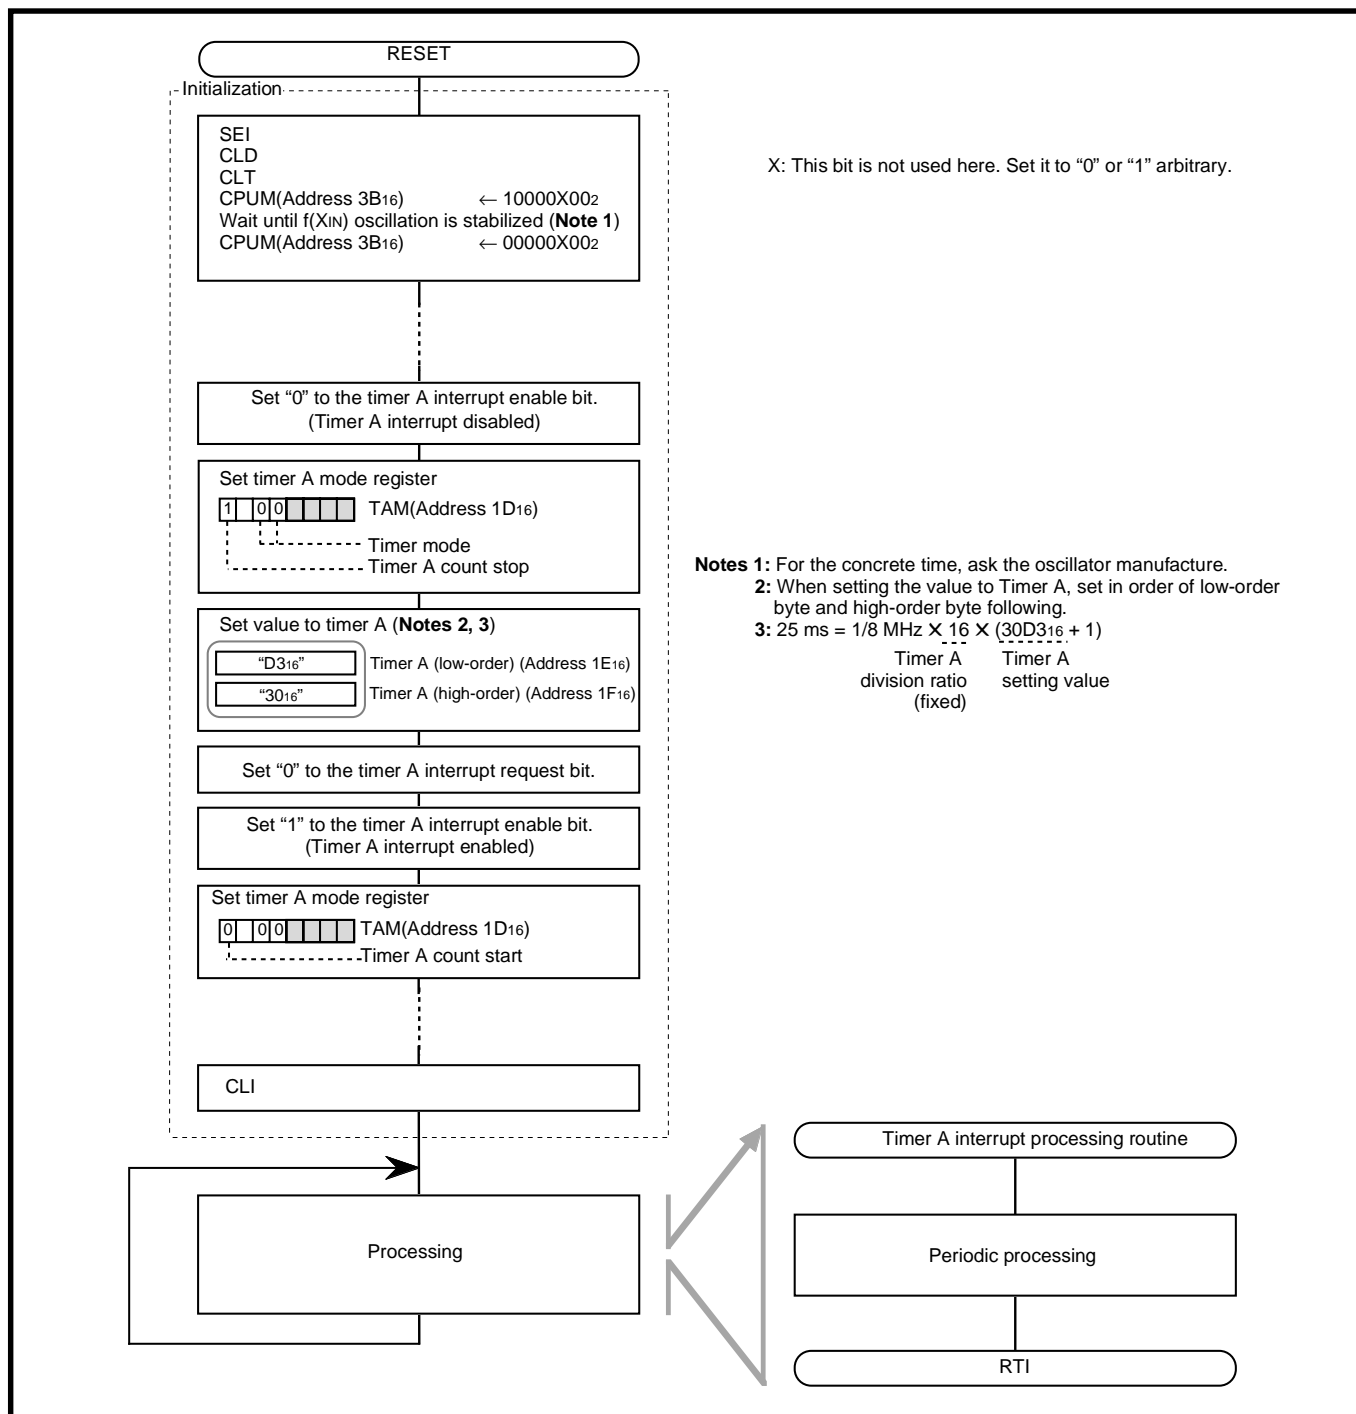 RESET
Initialization
SEI
CLD
CLT
CPUM(Address 3B16) ← 10000X002
Wait until f(XIN) oscillation is stabilized (Note 1)
CPUM(Address 3B16) ← 00000X002
X: This bit is not used here. Set it to “0” or “1” arbitrary.
Set “0” to the timer A interrupt enable bit.
(Timer A interrupt disabled)
Set timer A mode register
1 0 0 TAM(Address 1D16)
Timer mode
Timer A count stop
Set value to timer A (Notes 2, 3)
“D316” Timer A (low-order) (Address 1E16)
“3016” Timer A (high-order) (Address 1F16)
Notes 1: For the concrete time, ask the oscillator manufacture.
2: When setting the value to Timer A, set in order of low-order
byte and high-order byte following.
3: 25 ms = 1/8 MHz ✕ 16 ✕ (30D316 + 1)
Timer A Timer A
division ratio setting value
(fixed)
Set “0” to the timer A interrupt request bit.
Set “1” to the timer A interrupt enable bit.
(Timer A interrupt enabled)
Set timer A mode register
0 0 0 TAM(Address 1D16)
Timer A count start
CLI
Processing
Timer A interrupt processing routine
Periodic processing
RTI